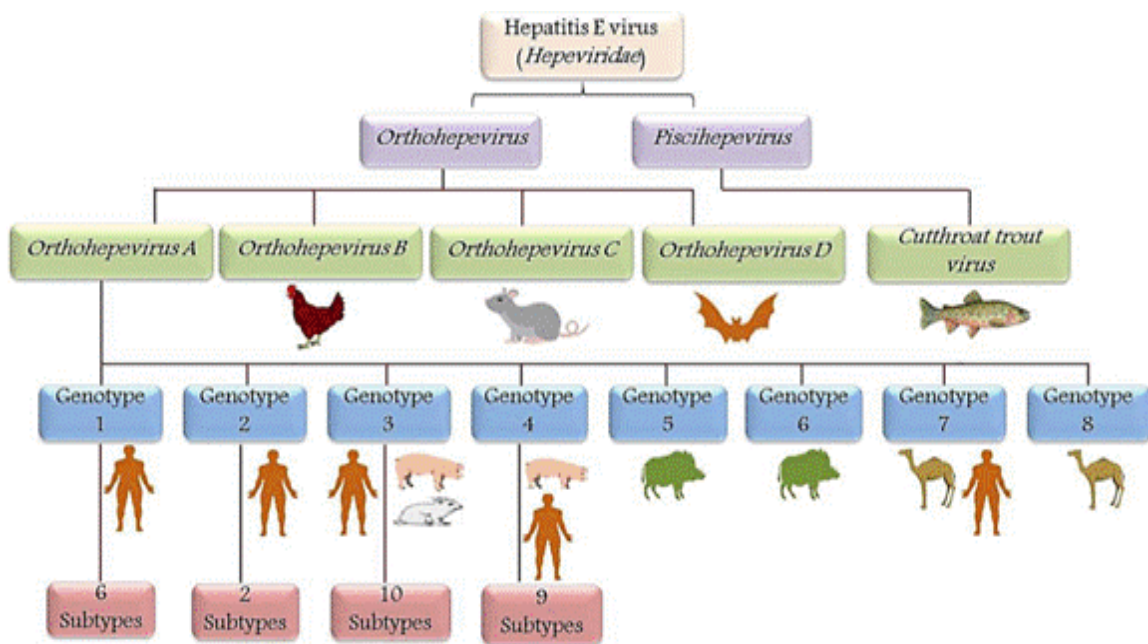 Hepatitis E virus
(Hepeviridae)
Orthohepevirus
Piscihepevirus
Orthohepevirus A
Orthohepevirus B
Orthohepevirus C
Orthohepevirus D
Cutthroat trout
virus
Genotype
1
Genotype
2
Genotype
3
Genotype
4
Genotype
5
Genotype
6
Genotype
7
Genotype
8
6
Subtypes
2
Subtypes
10
Subtypes
9
Subtypes